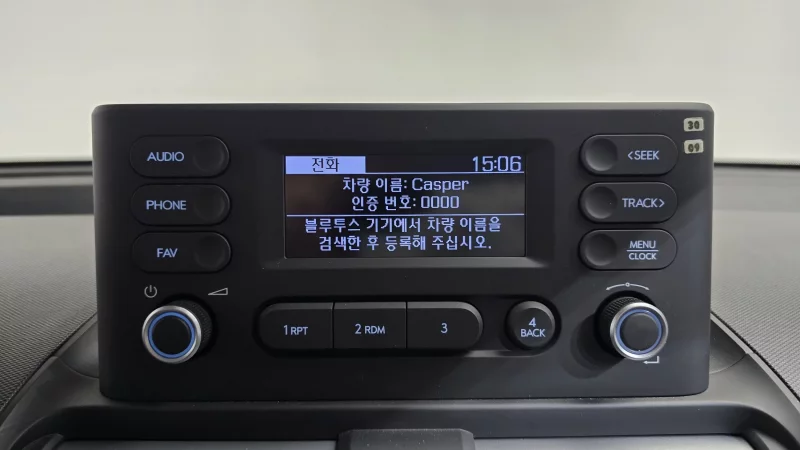 AUDIO
PHONE
FAV
전화 15:06
차량 이름: Casper
인증 번호: 0000
블루투스 기기에서 차량 이름을
검색한 후 등록해 주십시오.
<SEEK
TRACK>
MENU
CLOCK
30
09
1 RPT
2 RDM
3
4
BACK